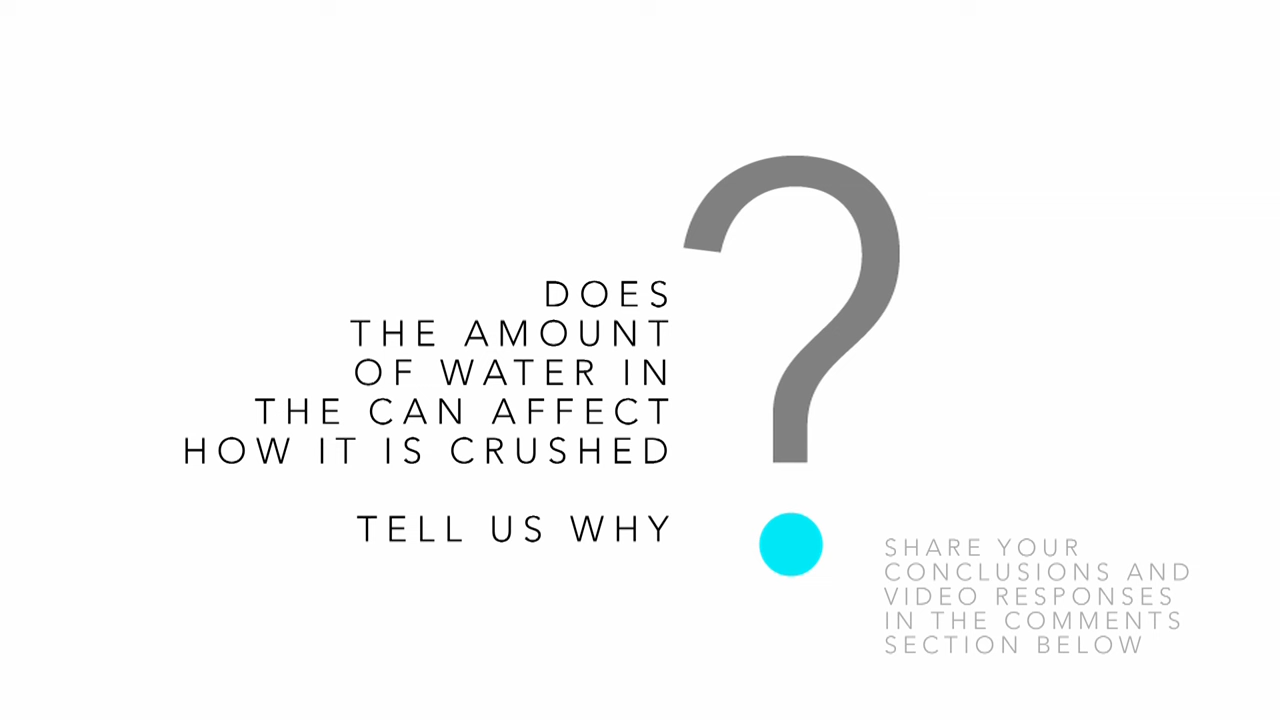 DOES
THE AMOUNT
OF WATER IN
THE CAN AFFECT
HOW IT IS CRUSHED
TELL US WHY
?
SHARE YOUR
CONCLUSIONS AND
VIDEO RESPONSES
IN THE COMMENTS
SECTION BELOW